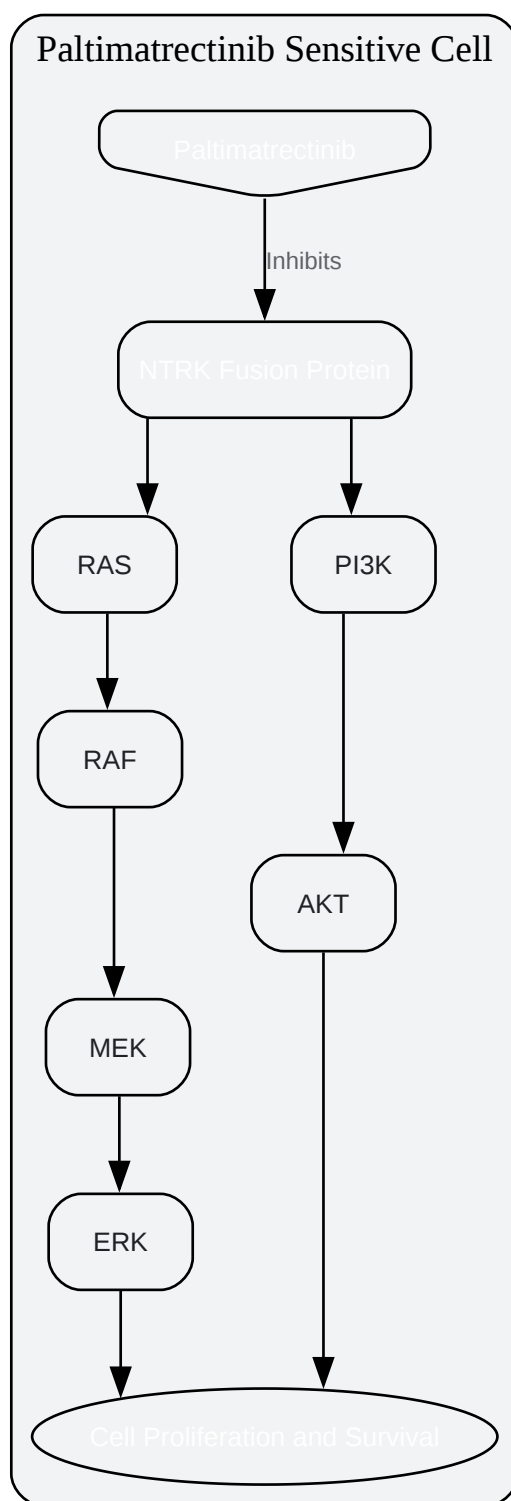 Paltimatrectinib Sensitive Cell
Paltimatrectinib
Inhibits
NTRK Fusion Protein
RAS
PI3K
RAF
AKT
MEK
ERK
Cell Proliferation and Survival